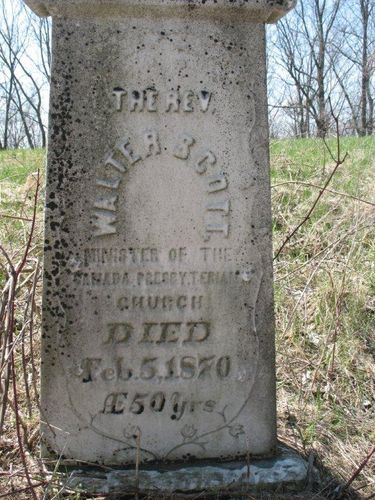 THE REV.
WALTER SCOTT,
MINISTER OF THE
CANADA PRESBYTERIAN
CHURCH
DIED
Feb. 5, 1870
Æ 50 yrs